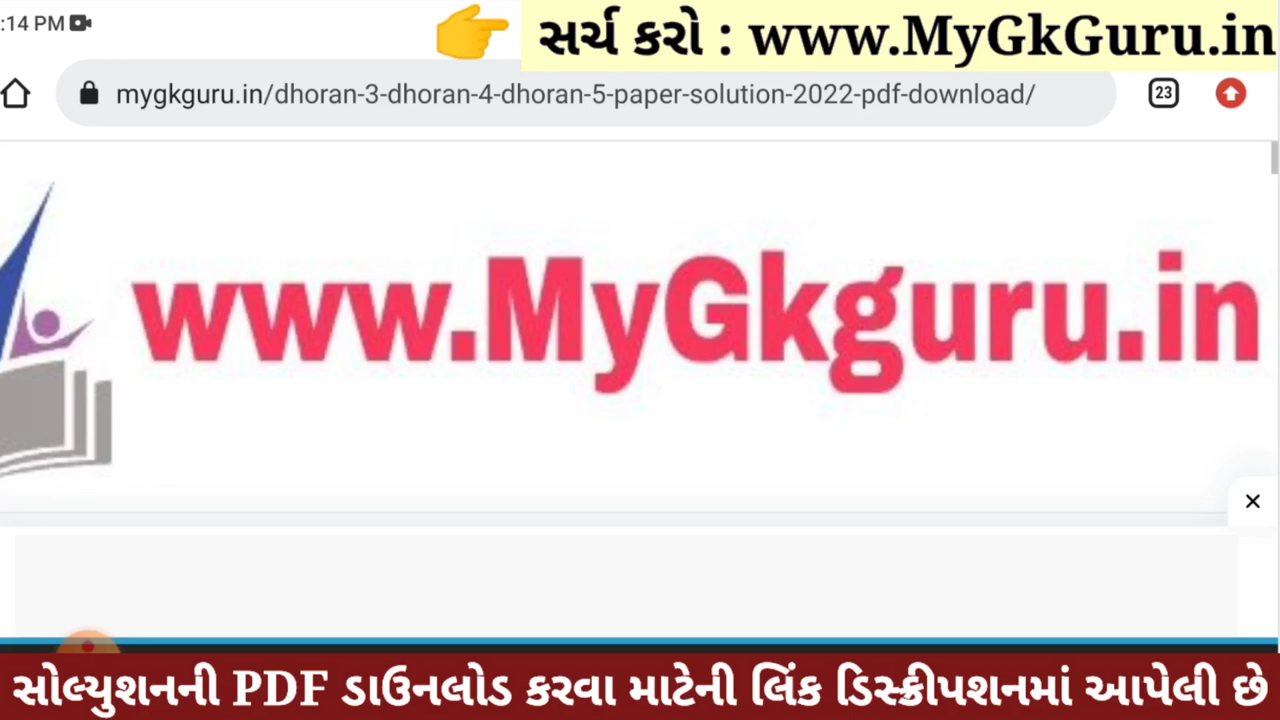 :14 PM
સર્ચ કરો : www.MyGkGuru.in
mygkguru.in/dhoran-3-dhoran-4-dhoran-5-paper-solution-2022-pdf-download/
23
www.MyGkguru.in
સોલ્યુશનની PDF ડાઉનલોડ કરવા માટેની લિંક ડિસ્ક્રીપશનમાં આપેલી છે